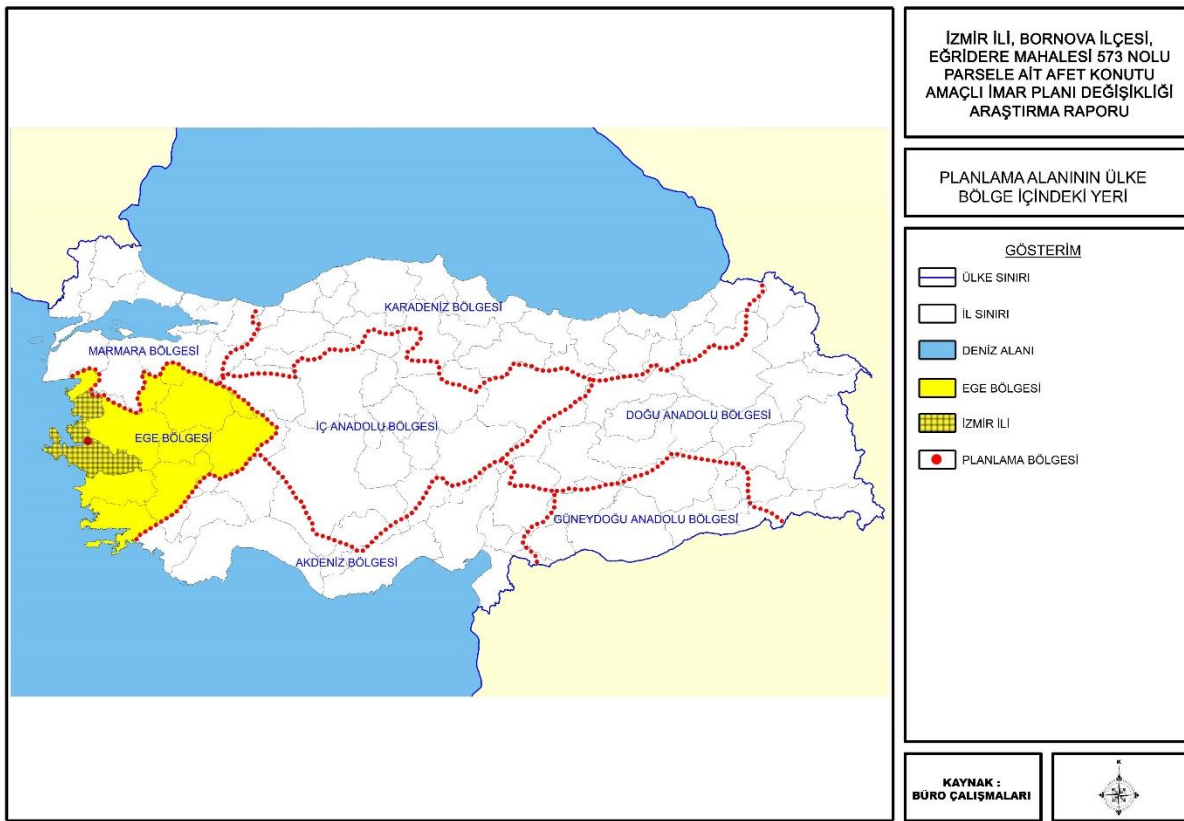 İZMİR İLİ, BORNOVA İLÇESİ,
EĞRİDERE MAHALESİ 573 NOLU
PARSELE AİT AFET KONUTU
AMAÇLI İMAR PLANI DEĞİŞİKLİĞİ
ARAŞTIRMA RAPORU
PLANLAMA ALANININ ÜLKE
BÖLGE İÇİNDEKİ YERİ
GÖSTERİM
ÜLKE SINIRI
İL SINIRI
DENİZ ALANI
EGE BÖLGESİ
İZMİR İLİ
PLANLAMA BÖLGESİ
KARADENİZ BÖLGESİ
MARMARA BÖLGESİ
DOĞU ANADOLU BÖLGESİ
İÇ ANADOLU BÖLGESİ
EGE BÖLGESİ
GÜNEYDOĞU ANADOLU BÖLGESİ
AKDENİZ BÖLGESİ
KAYNAK :
BÜRO ÇALIŞMALARI